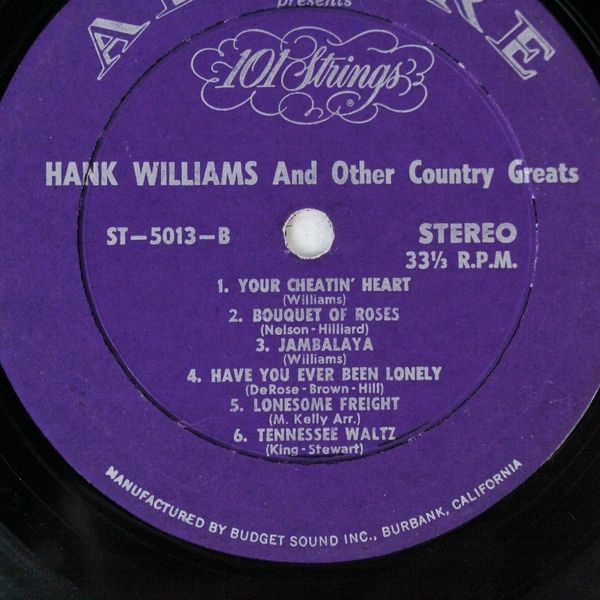 presents
101 Strings ®
HANK WILLIAMS And Other Country Greats
ST-5013-B
STEREO
33⅓ R.P.M.
1. YOUR CHEATIN' HEART
(Williams)
2. BOUQUET OF ROSES
(Nelson-Hilliard)
3. JAMBALAYA
(Williams)
4. HAVE YOU EVER BEEN LONELY
(DeRose-Brown-Hill)
5. LONESOME FREIGHT
(M. Kelly Arr.)
6. TENNESSEE WALTZ
(King-Stewart)
MANUFACTURED BY BUDGET SOUND INC., BURBANK, CALIFORNIA